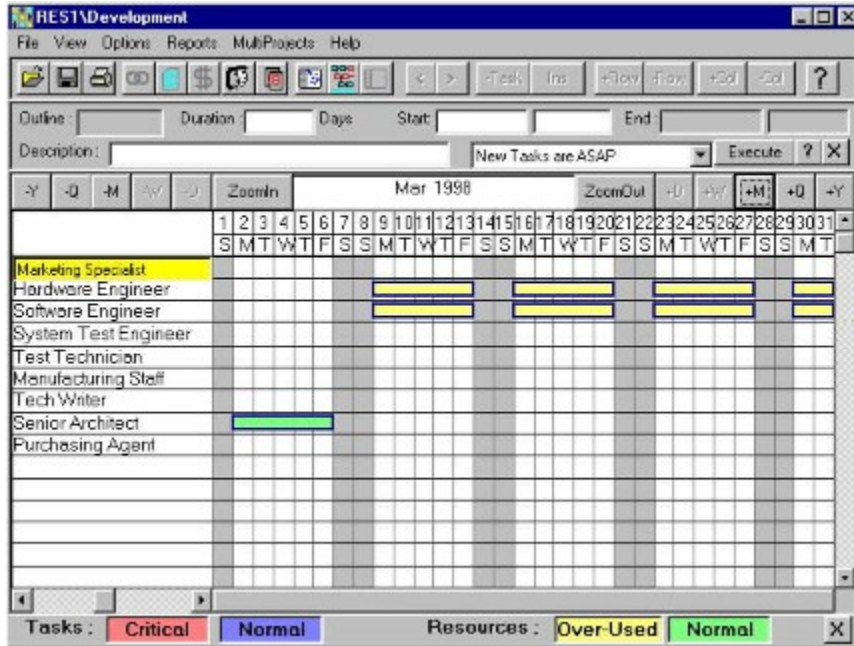 RES1\Development
File View Options Reports MultiProjects Help
< > -Task Ins +Row -Row +Col -Col ?
Outline : Duration : Days Start: End :
Description : New Tasks are ASAP Execute ? X
-Y -Q -M -W -D ZoomIn Mar 1998 ZoomOut +D +W +M +Q +Y
1 2 3 4 5 6 7 8 9 10 11 12 13 14 15 16 17 18 19 20 21 22 23 24 25 26 27 28 29 30 31
S M T W T F S S M T W T F S S M T W T F S S M T W T F S S M T
Marketing Specialist
Hardware Engineer
Software Engineer
System Test Engineer
Test Technician
Manufacturing Staff
Tech Writer
Senior Architect
Purchasing Agent
Tasks : Critical Normal Resources : Over-Used Normal X